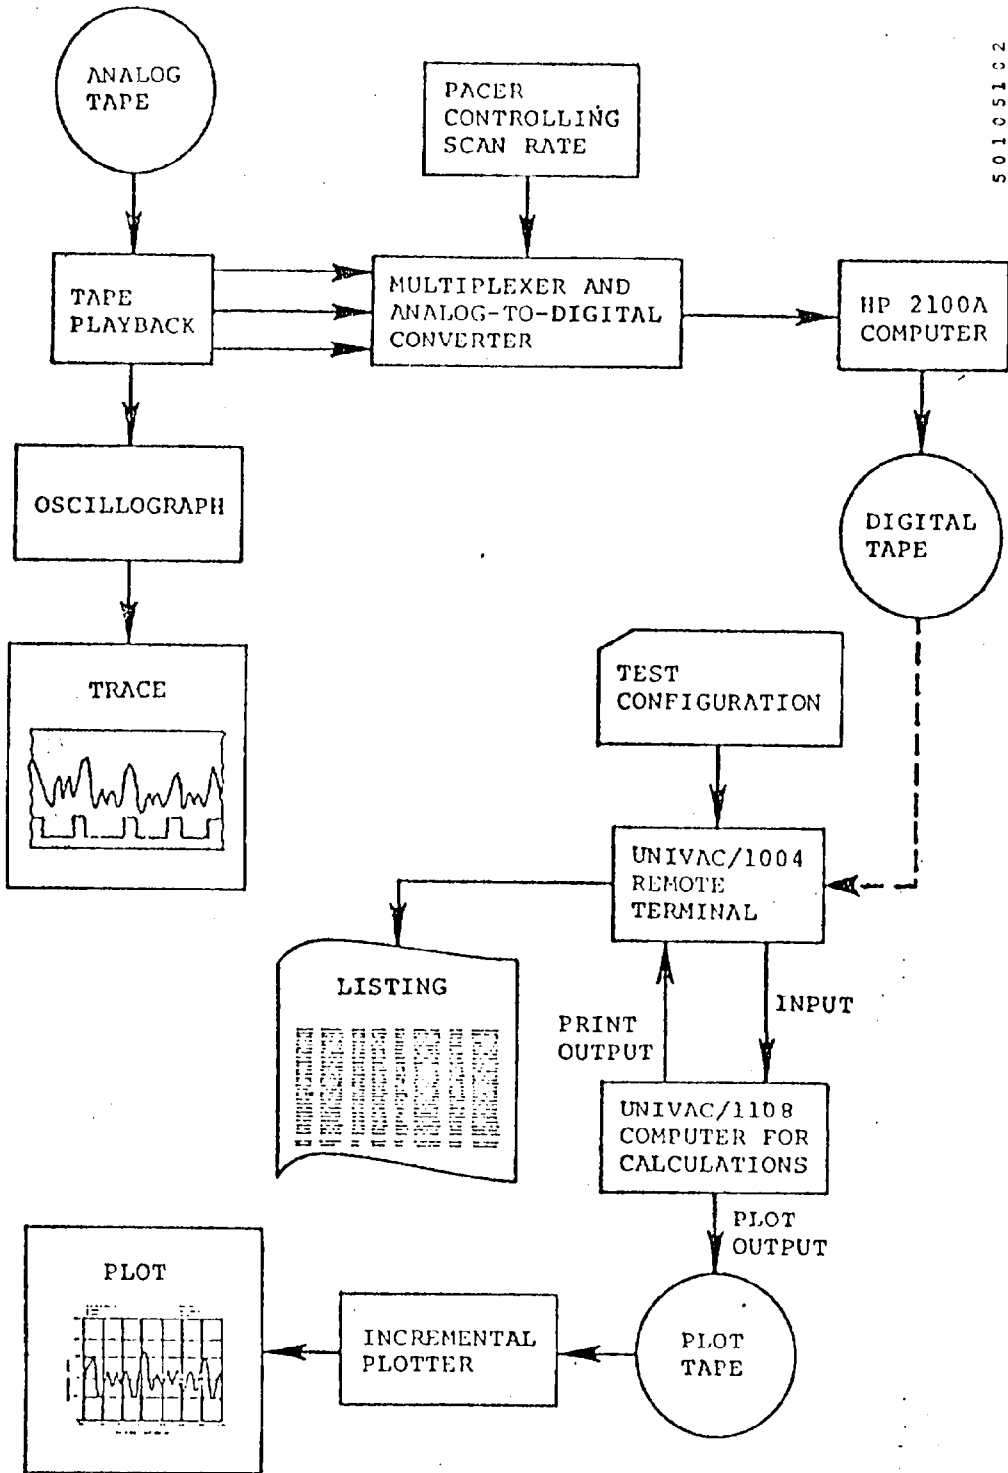 50105102
ANALOG
TAPE
PACER
CONTROLLING
SCAN RATE
TAPE
PLAYBACK
MULTIPLEXER AND
ANALOG-TO-DIGITAL
CONVERTER
HP 2100A
COMPUTER
OSCILLOGRAPH
DIGITAL
TAPE
TRACE
TEST
CONFIGURATION
UNIVAC/1004
REMOTE
TERMINAL
LISTING
PRINT
OUTPUT
INPUT
UNIVAC/1108
COMPUTER FOR
CALCULATIONS
PLOT
OUTPUT
PLOT
INCREMENTAL
PLOTTER
PLOT
TAPE